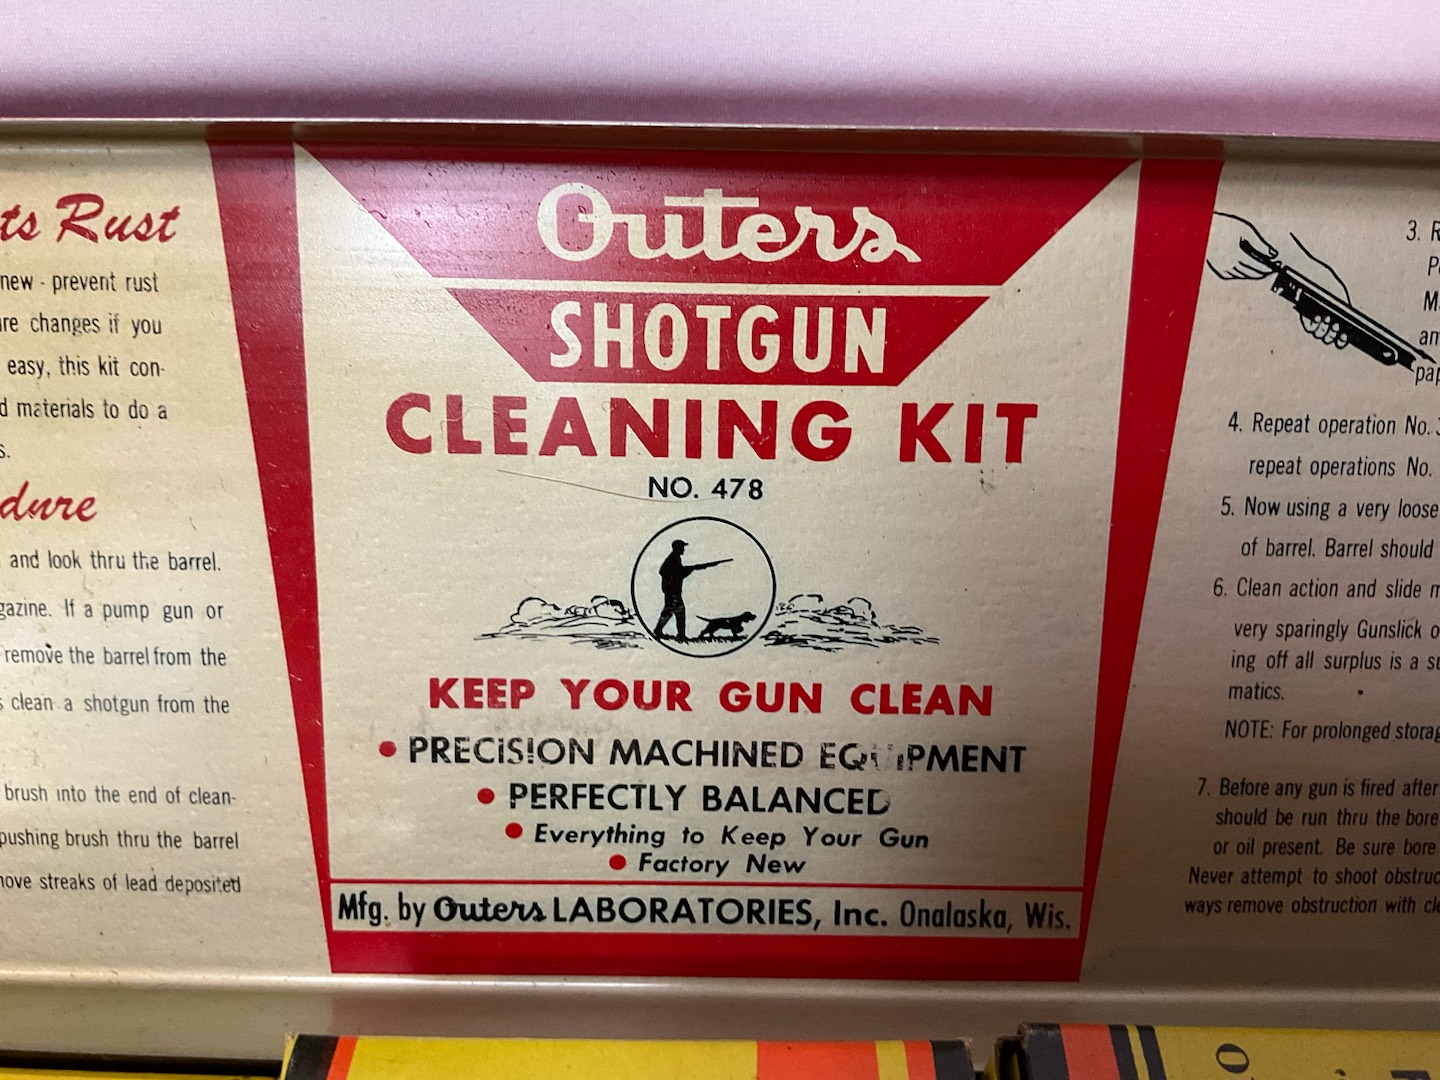 ts Rust
new - prevent rust
re changes if you
easy, this kit con-
d materials to do a
s.
dure
and look thru the barrel.
gazine. If a pump gun or
remove the barrel from the
s clean a shotgun from the
brush into the end of clean-
pushing brush thru the barrel
move streaks of lead deposited
Outers
SHOTGUN
CLEANING KIT
NO. 478
KEEP YOUR GUN CLEAN
• PRECISION MACHINED EQUIPMENT
• PERFECTLY BALANCED
• Everything to Keep Your Gun
• Factory New
Mfg. by Outers LABORATORIES, Inc. Onalaska, Wis.
3. R
P
M
am
pap
4. Repeat operation No. 3
repeat operations No.
5. Now using a very loose
of barrel. Barrel should
6. Clean action and slide m
very sparingly Gunslick o
ing off all surplus is a su
matics.
NOTE: For prolonged storag
7. Before any gun is fired after
should be run thru the bore
or oil present. Be sure bore
Never attempt to shoot obstruc
ways remove obstruction with cle